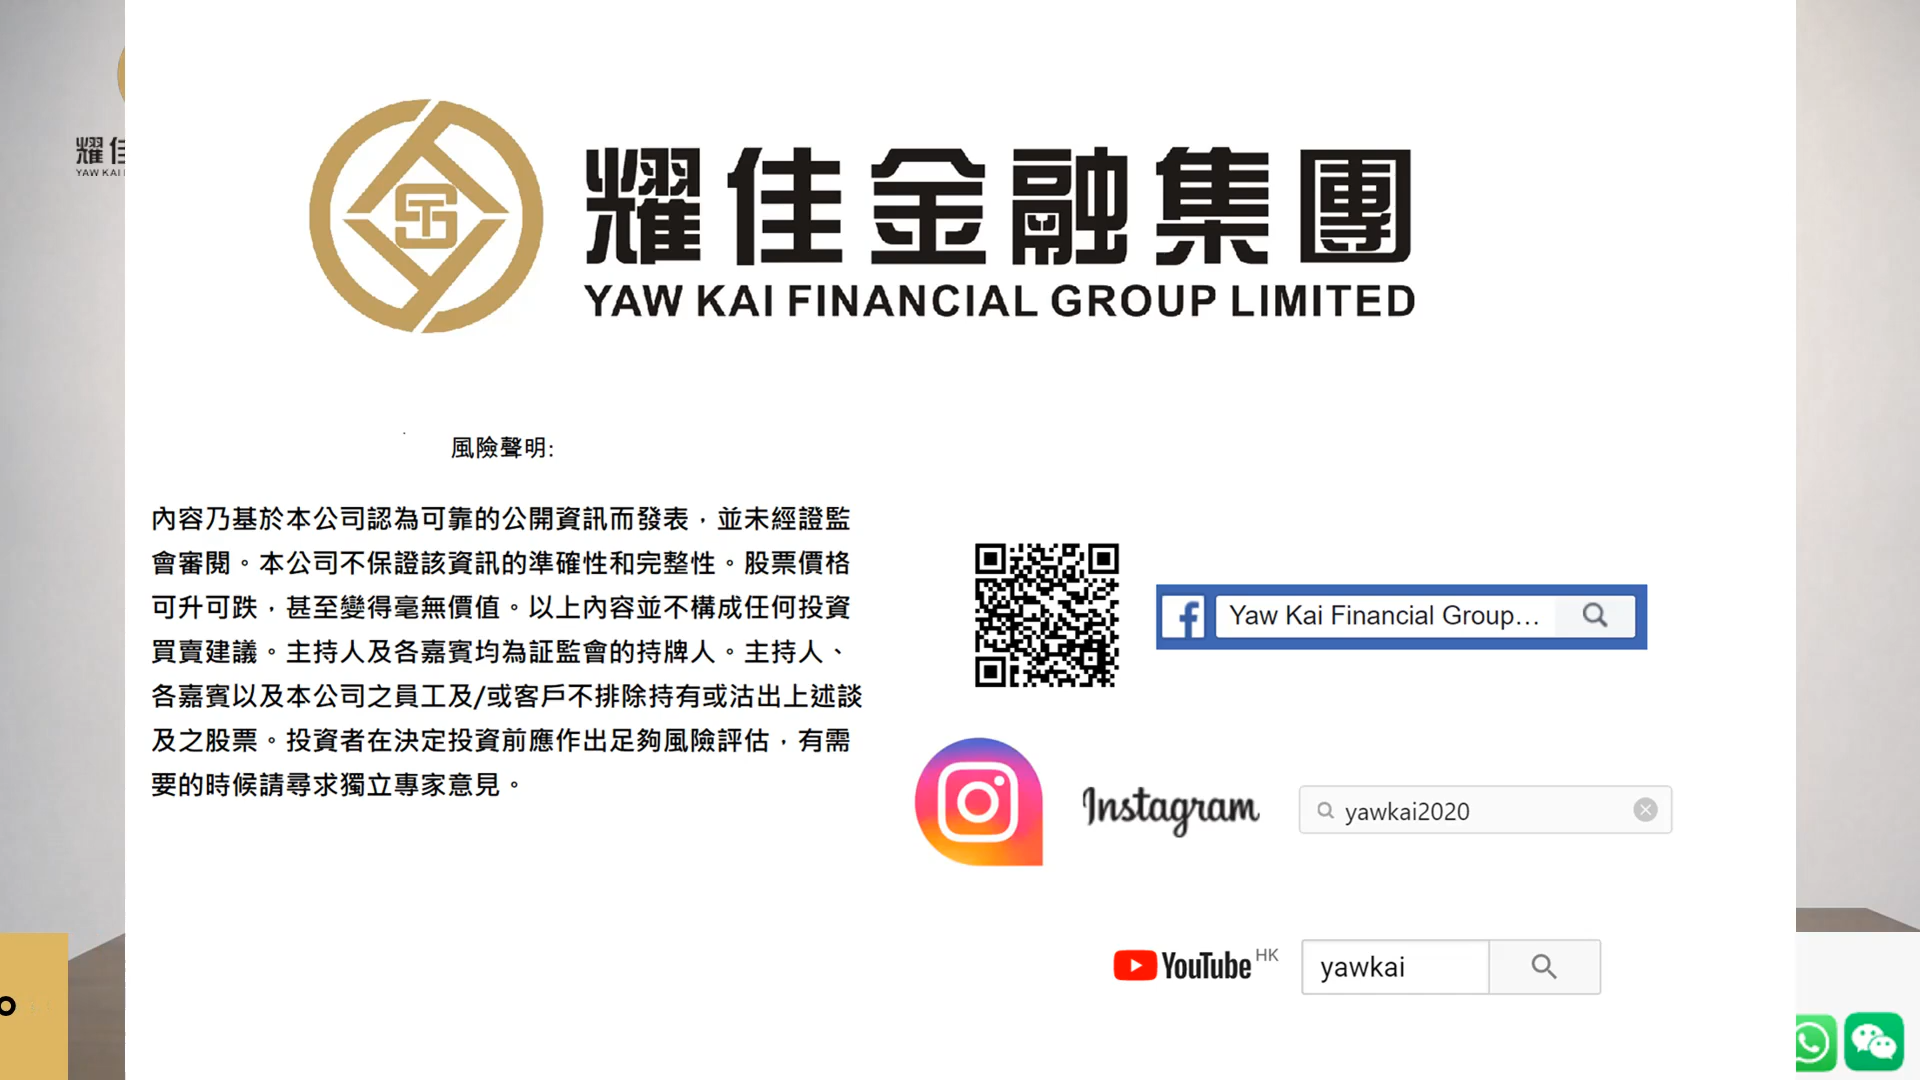 耀佳金融集團
YAW KAI FINANCIAL GROUP LIMITED
耀佳
YAW KAI
風險聲明:
內容乃基於本公司認為可靠的公開資訊而發表，並未經證監
會審閱。本公司不保證該資訊的準確性和完整性。股票價格
可升可跌，甚至變得毫無價值。以上內容並不構成任何投資
買賣建議。主持人及各嘉賓均為証監會的持牌人。主持人、
各嘉賓以及本公司之員工及/或客戶不排除持有或沽出上述談
及之股票。投資者在決定投資前應作出足夠風險評估，有需
要的時候請尋求獨立專家意見。
Yaw Kai Financial Group...
Instagram
yawkai2020
YouTube HK
yawkai